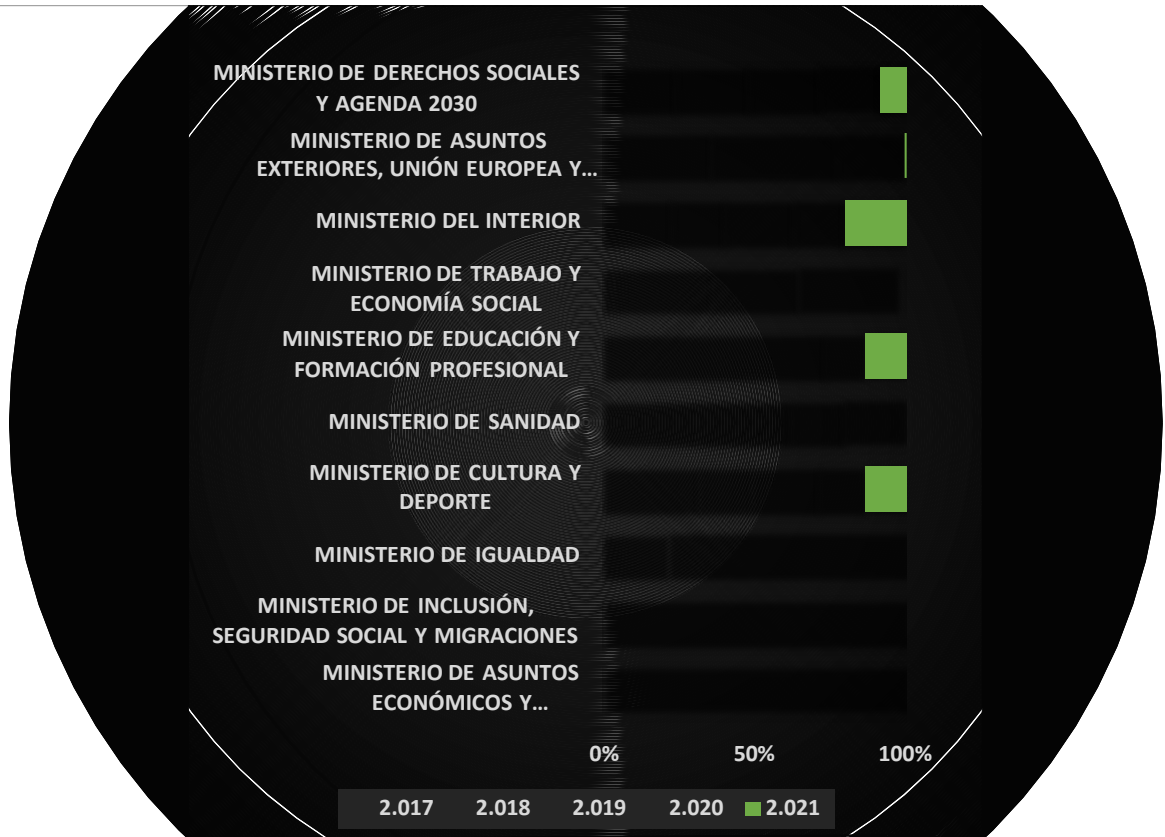 MINISTERIO DE DERECHOS SOCIALES
Y AGENDA 2030
MINISTERIO DE ASUNTOS
EXTERIORES, UNIÓN EUROPEA Y...
MINISTERIO DEL INTERIOR
MINISTERIO DE TRABAJO Y
ECONOMÍA SOCIAL
MINISTERIO DE EDUCACIÓN Y
FORMACIÓN PROFESIONAL
MINISTERIO DE SANIDAD
MINISTERIO DE CULTURA Y
DEPORTE
MINISTERIO DE IGUALDAD
MINISTERIO DE INCLUSIÓN,
SEGURIDAD SOCIAL Y MIGRACIONES
MINISTERIO DE ASUNTOS
ECONÓMICOS Y...
0% 50% 100%
2.017 2.018 2.019 2.020 2.021